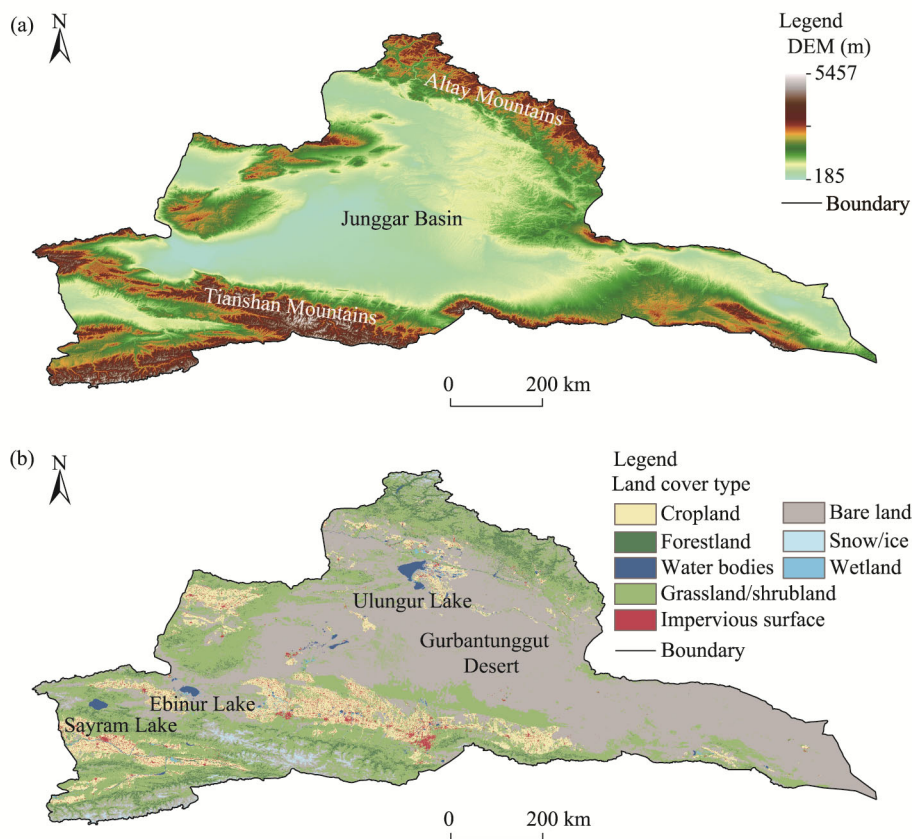 (a)
N
Altay Mountains
Junggar Basin
Tianshan Mountains
0 200 km
Legend
DEM (m)
5457
185
Boundary
(b)
N
Ulungur Lake
Gurbantunggut
Desert
Ebinur Lake
Sayram Lake
0 200 km
Legend
Land cover type
Cropland
Forestland
Water bodies
Grassland/shrubland
Impervious surface
Boundary
Bare land
Snow/ice
Wetland